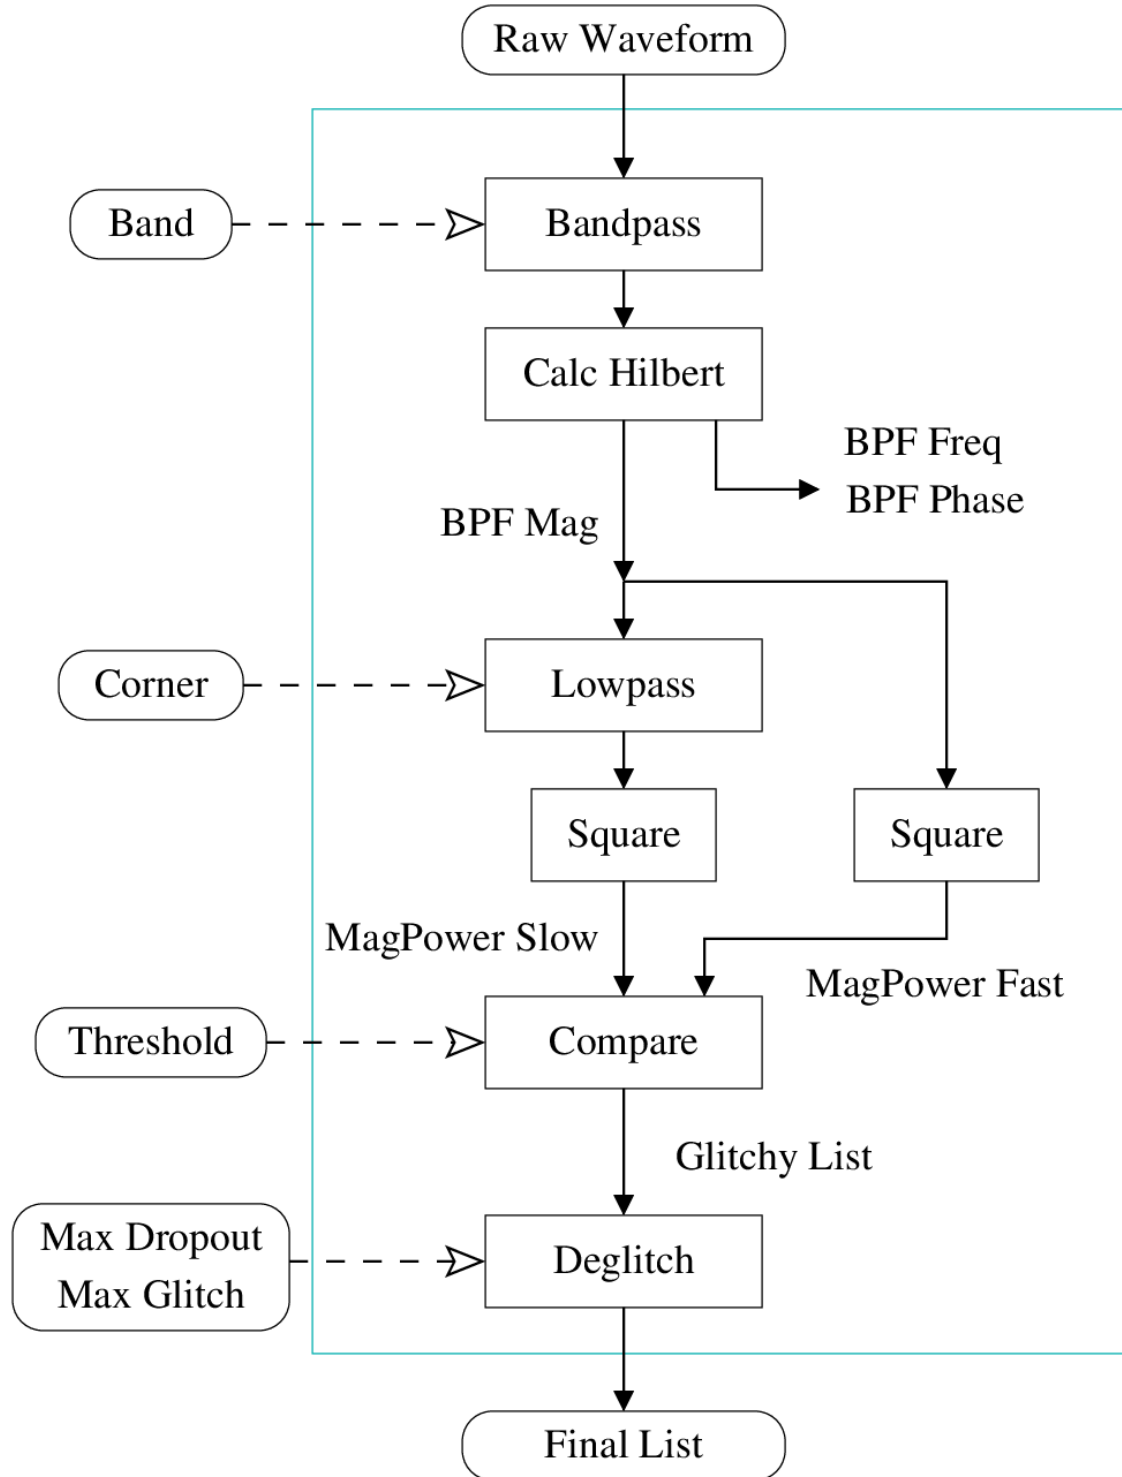 Raw Waveform
Band
Bandpass
Calc Hilbert
BPF Freq
BPF Phase
BPF Mag
Corner
Lowpass
Square
Square
MagPower Slow
MagPower Fast
Threshold
Compare
Glitchy List
Max Dropout
Max Glitch
Deglitch
Final List